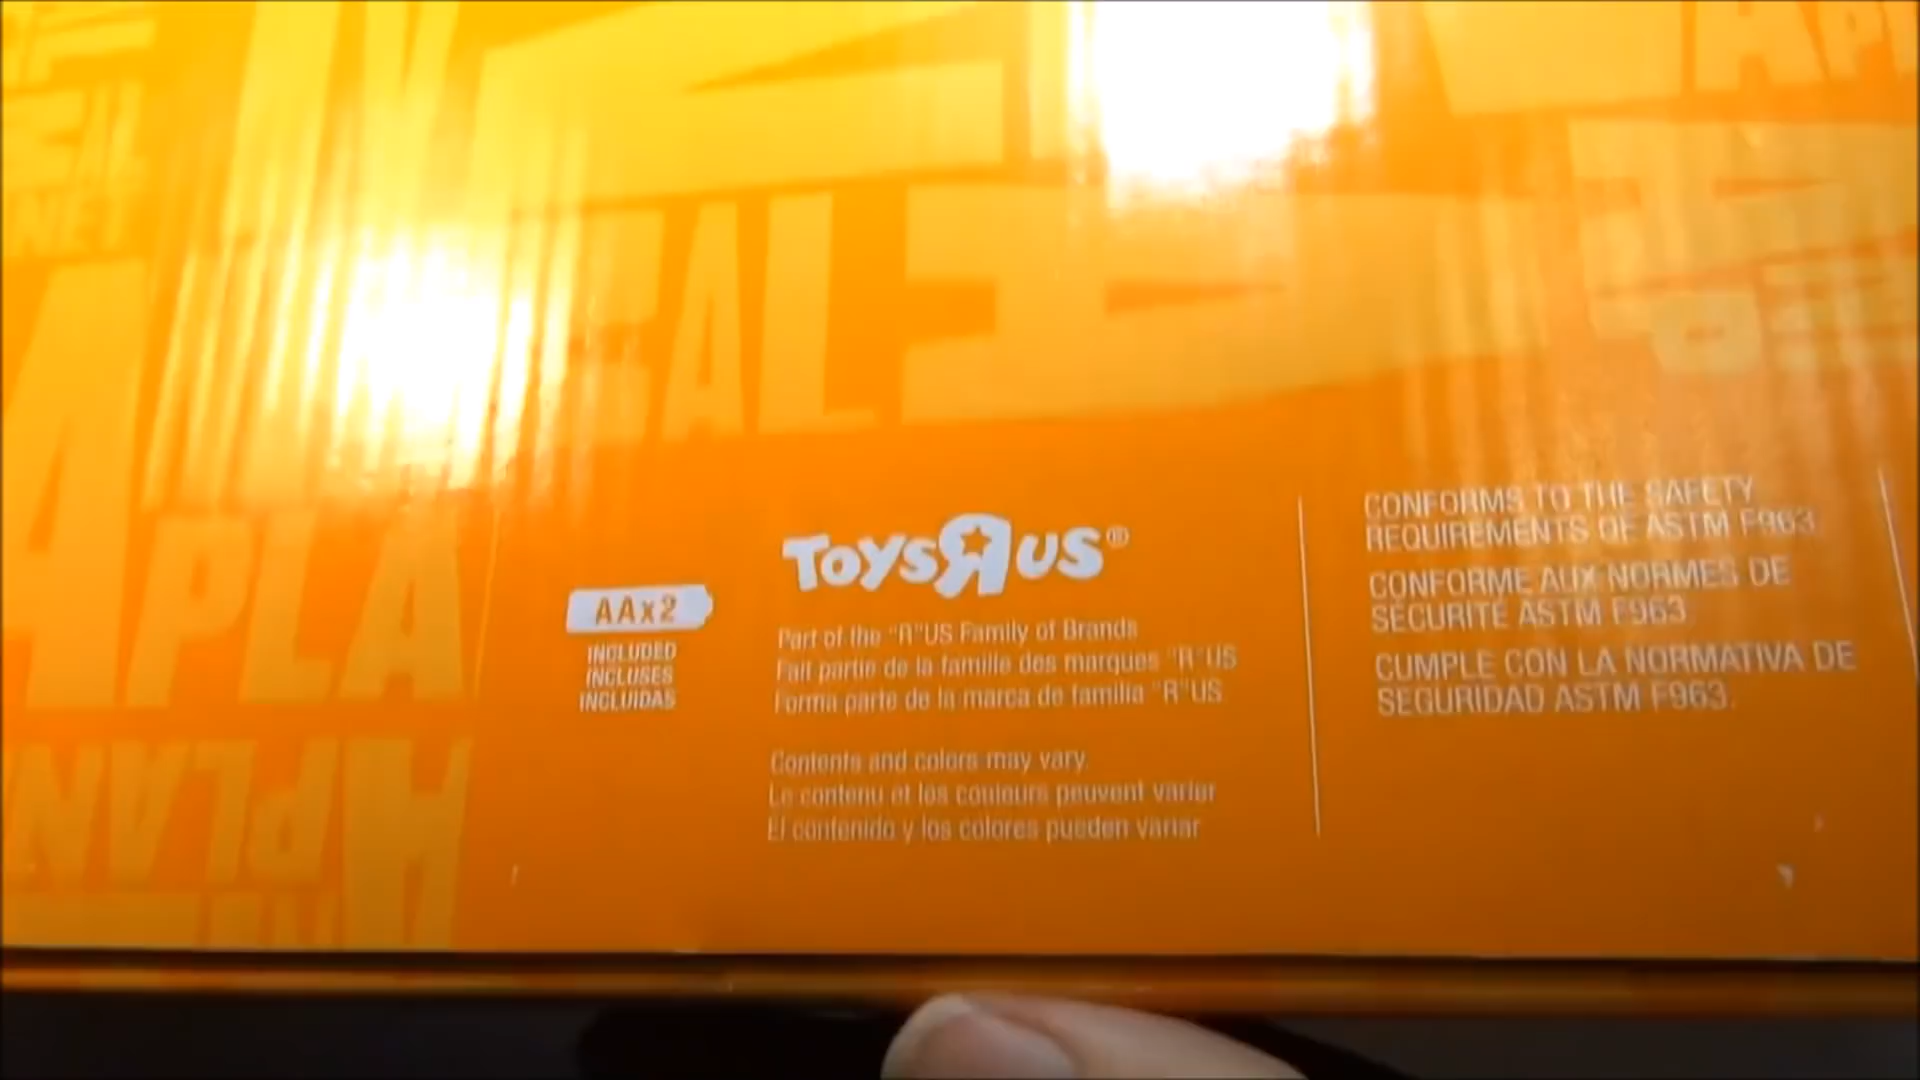 AAx2
INCLUDED
INCLUSES
INCLUIDAS
ToysRus®
Part of the "R"US Family of Brands
Fait partie de la famille des marques "R"US
Forma parte de la marca de familia "R"US
Contents and colors may vary.
Le contenu et les couleurs peuvent varier
El contenido y los colores pueden variar
CONFORMS TO THE SAFETY
REQUIREMENTS OF ASTM F963.
CONFORME AUX NORMES DE
SÉCURITÉ ASTM F963
CUMPLE CON LA NORMATIVA DE
SEGURIDAD ASTM F963.